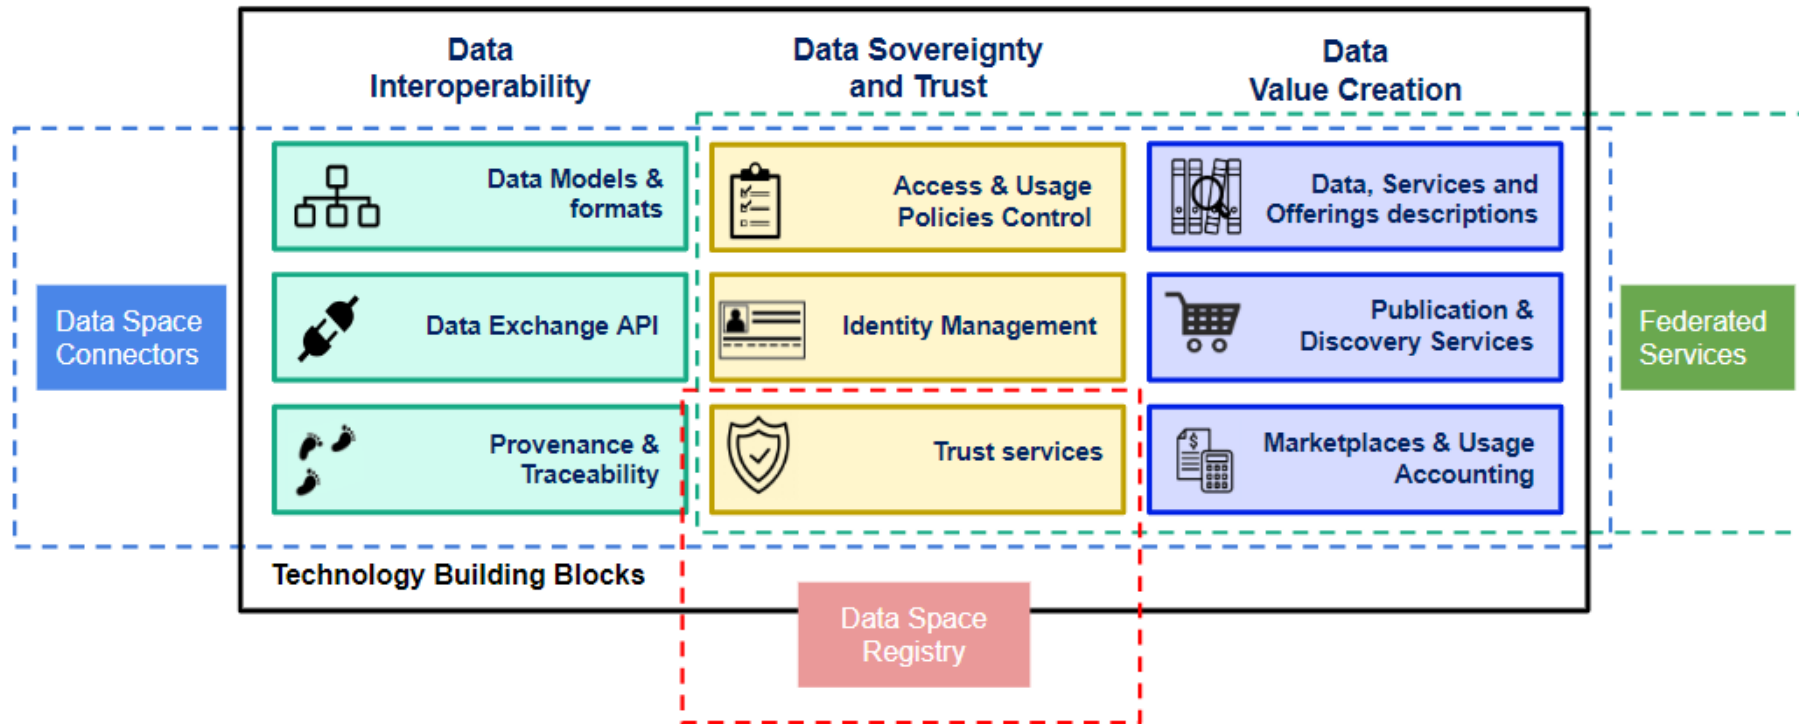 Data
Interoperability
Data Sovereignty
and Trust
Data
Value Creation
Data Models &
formats
Access & Usage
Policies Control
Data, Services and
Offerings descriptions
Data Space
Connectors
Data Exchange API
Identity Management
Publication &
Discovery Services
Federated
Services
Provenance &
Traceability
Trust services
$
Marketplaces & Usage
Accounting
Technology Building Blocks
Data Space
Registry